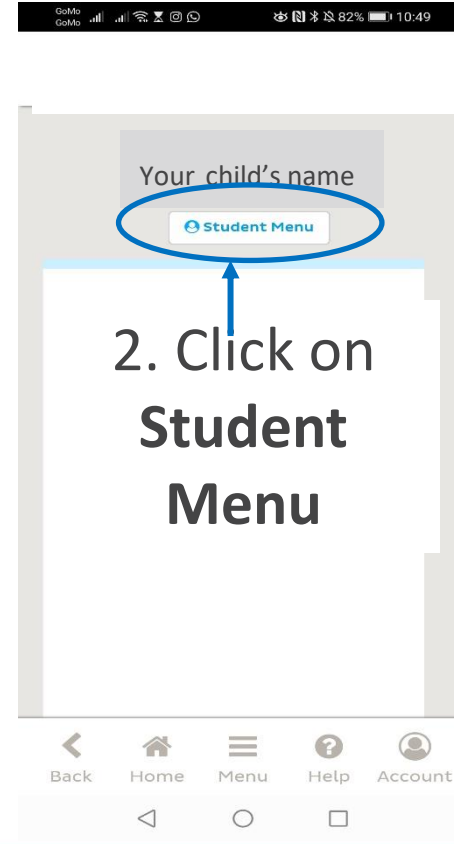 GoMo
GoMo
82% 10:49
Your child's name
Student Menu
2. Click on
Student
Menu
Back Home Menu Help Account